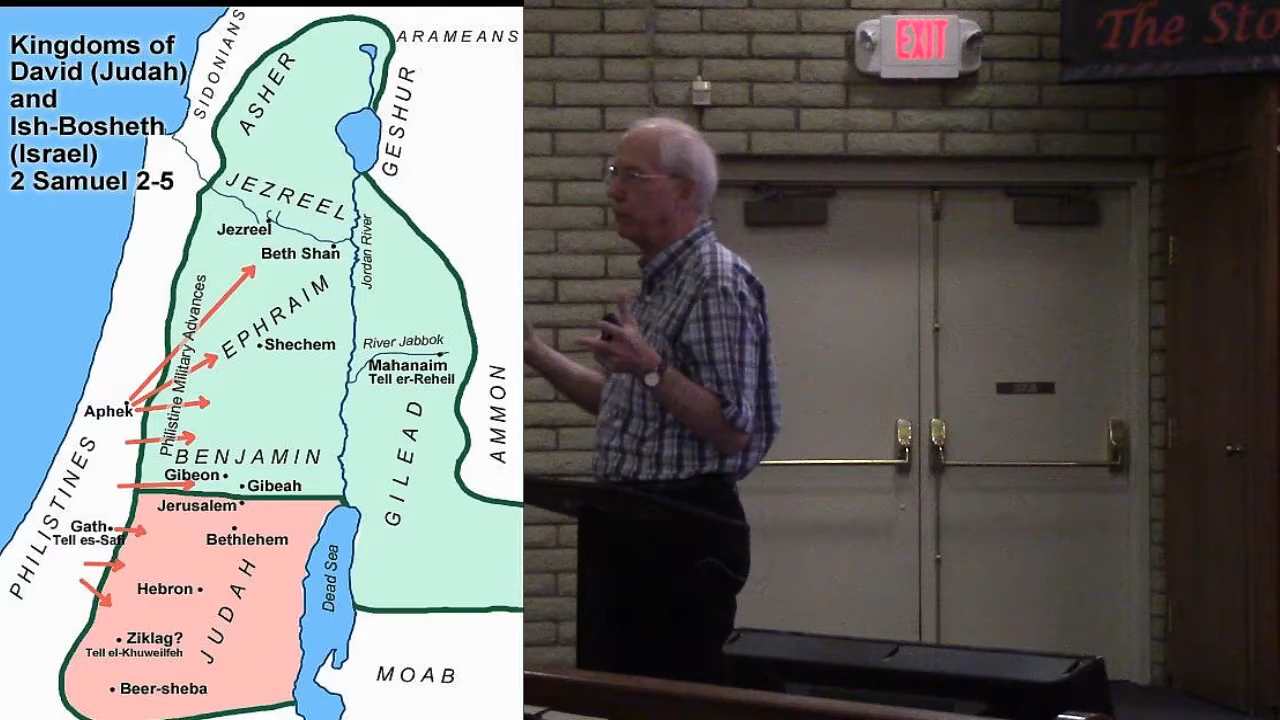 Kingdoms of
David (Judah)
and
Ish-Bosheth
(Israel)
2 Samuel 2-5
SIDONIANS
ARAMEANS
ASHER
GESHUR
JEZREEL
Jezreel
Beth Shan
Jordan River
Philistine Military Advances
EPHRAIM
Shechem
River Jabbok
Mahanaim
Tell er-Reheil
Aphek
PHILISTINES
BENJAMIN
Gibeon
Gibeah
GILEAD
AMMON
Jerusalem
Gath
Tell es-Safi
Bethlehem
Dead Sea
Hebron
JUDAH
Ziklag?
Tell el-Khuweilfeh
Beer-sheba
MOAB
EXIT
The Sto